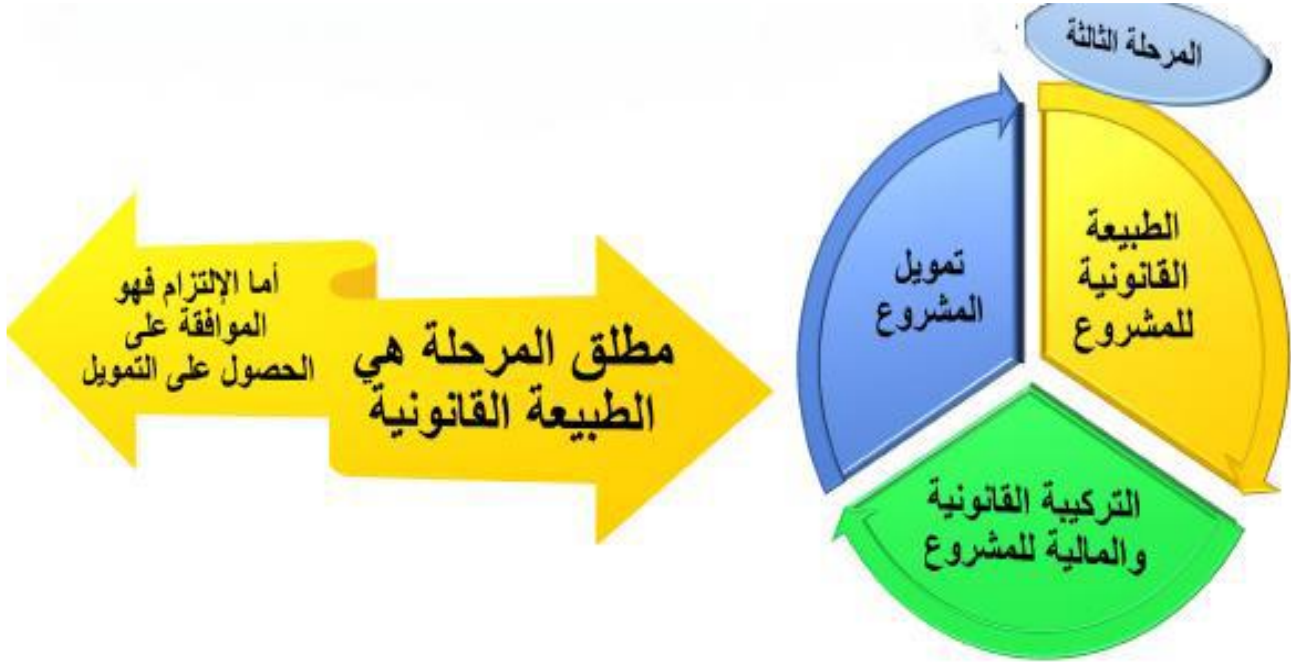 المرحلة الثالثة
الطبيعة
القانونية
للمشروع
تمويل
المشروع
التركيبة القانونية
والمالية للمشروع
مطلق المرحلة هي
الطبيعة القانونية
أما الإلتزام فهو
الموافقة على
الحصول على التمويل